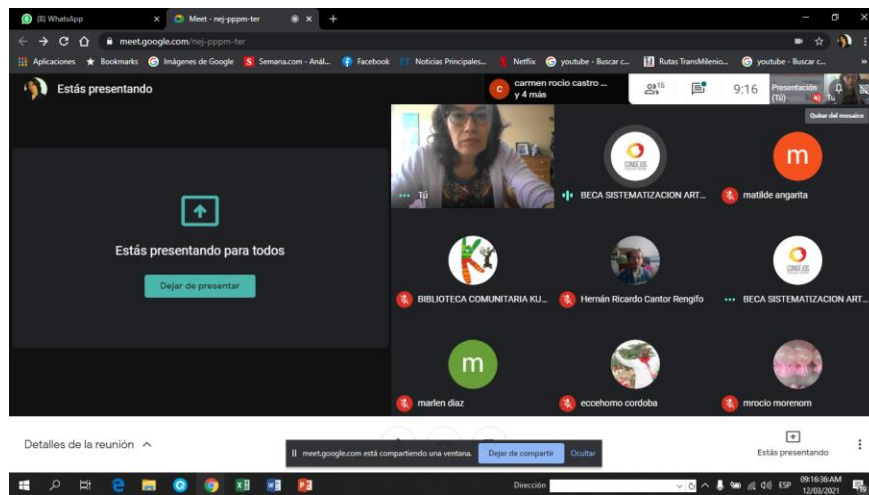 (8) WhatsApp
Meet - nej-pppm-ter
meet.google.com/nej-pppm-ter
Aplicaciones
Bookmarks
Imágenes de Google
Semana.com - Anál...
Facebook
Noticias Principales...
Netflix
youtube - Buscar c...
Rutas TransMilenio...
youtube - Buscar c...
Estás presentando
c
carmen rocio castro ...
y 4 más
15
9:16
Presentación
(Tú)
Tú
Quitar del mosaico
Estás presentando para todos
Dejar de presentar
Tú
CONSEJOS
BECA SISTEMATIZACION ART...
m
matilde angarita
BIBLIOTECA COMUNITARIA KU...
Hernán Ricardo Cantor Rengifo
CONSEJOS
BECA SISTEMATIZACION ART...
m
marlen diaz
eccehomo cordoba
mrocio morenom
Detalles de la reunión
meet.google.com está compartiendo una ventana.
Dejar de compartir
Ocultar
Estás presentando
Dirección
ESP
09:16:36AM
12/03/2021